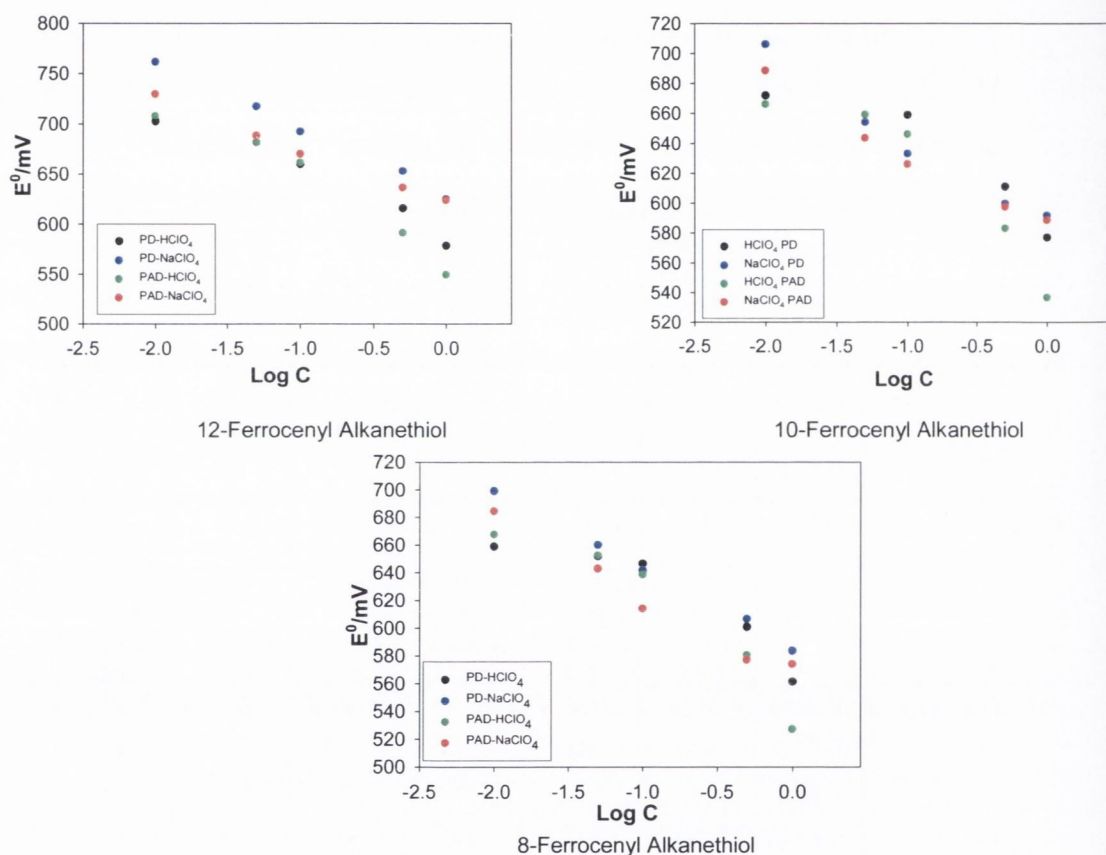 800
750
700
650
600
550
500
E⁰/mV
PD-HClO₄
PD-NaClO₄
PAD-HClO₄
PAD-NaClO₄
-2.5 -2.0 -1.5 -1.0 -0.5 0.0
Log C
12-Ferrocenyl Alkanethiol
720
700
680
660
640
620
600
580
560
540
520
E⁰/mV
HClO₄ PD
NaClO₄ PD
HClO₄ PAD
NaClO₄ PAD
-2.5 -2.0 -1.5 -1.0 -0.5 0.0
Log C
10-Ferrocenyl Alkanethiol
720
700
680
660
640
620
600
580
560
540
520
500
E⁰/mV
PD-HClO₄
PD-NaClO₄
PAD-HClO₄
PAD-NaClO₄
-2.5 -2.0 -1.5 -1.0 -0.5 0.0
Log C
8-Ferrocenyl Alkanethiol